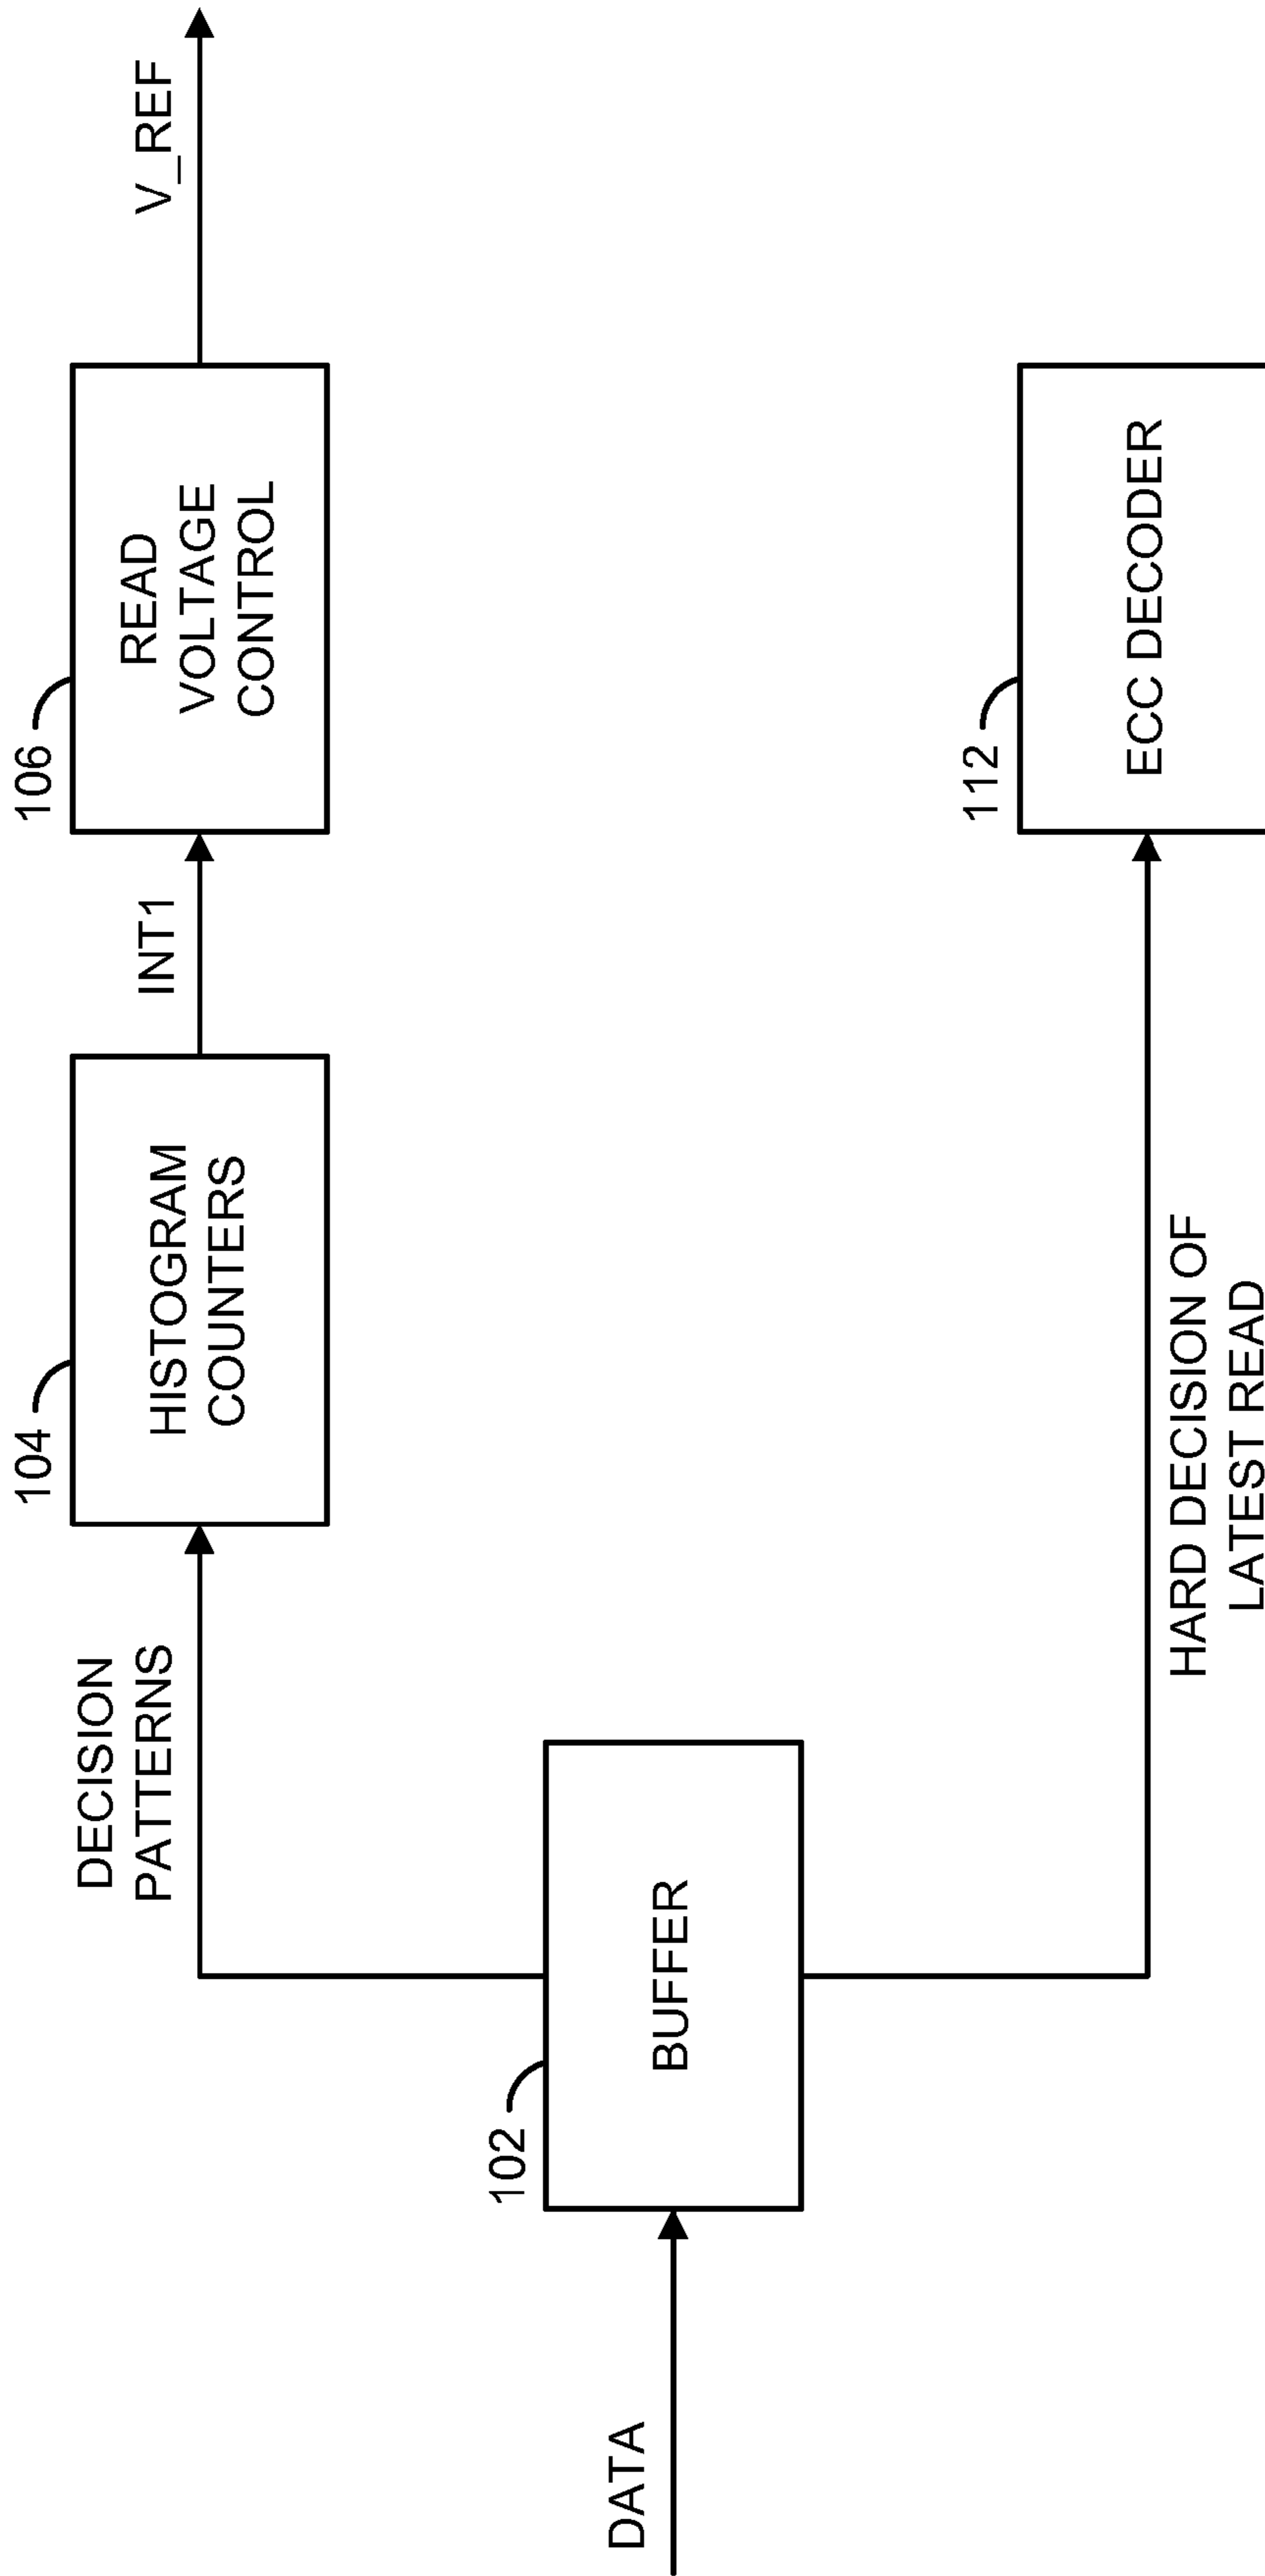 DATA
102
BUFFER
DECISION
PATTERNS
104
HISTOGRAM
COUNTERS
INT1
106
READ
VOLTAGE
CONTROL
V_REF
HARD DECISION OF
LATEST READ
112
ECC DECODER